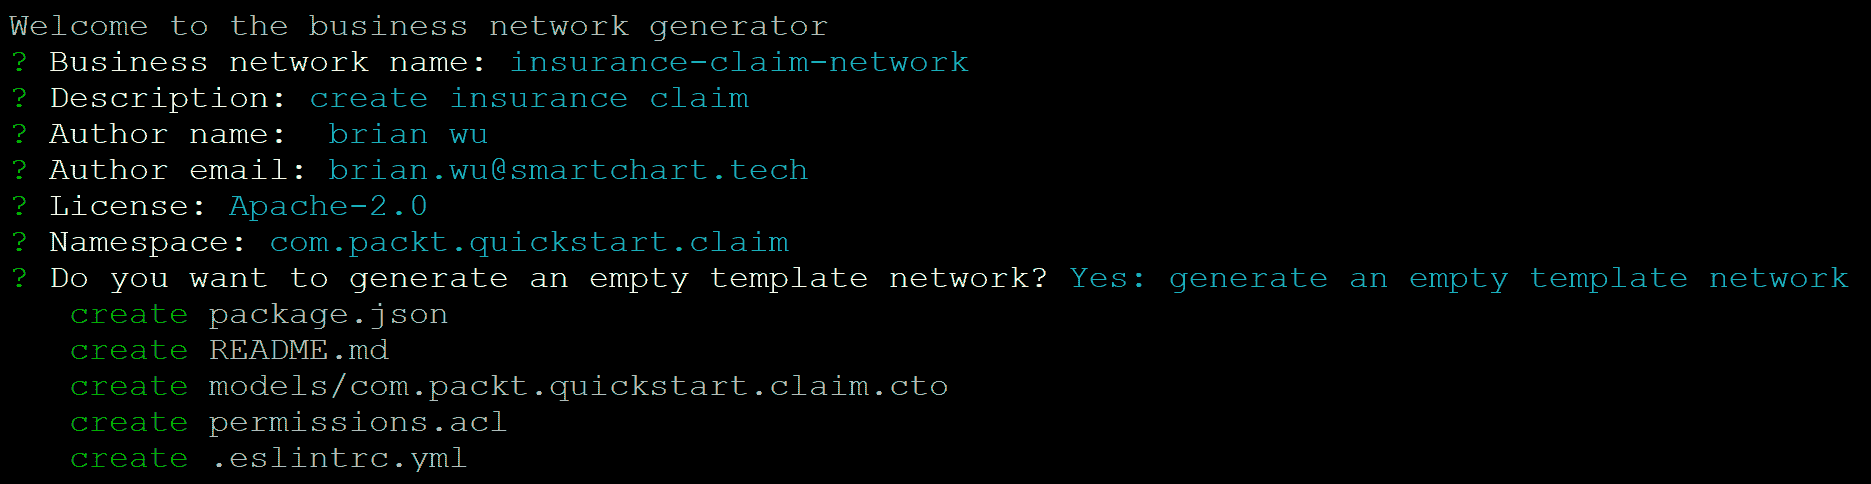 Welcome to the business network generator
? Business network name: insurance-claim-network
? Description: create insurance claim
? Author name:  brian wu
? Author email: brian.wu@smartchart.tech
? License: Apache-2.0
? Namespace: com.packt.quickstart.claim
? Do you want to generate an empty template network? Yes: generate an empty template network
   create package.json
   create README.md
   create models/com.packt.quickstart.claim.cto
   create permissions.acl
   create .eslintrc.yml